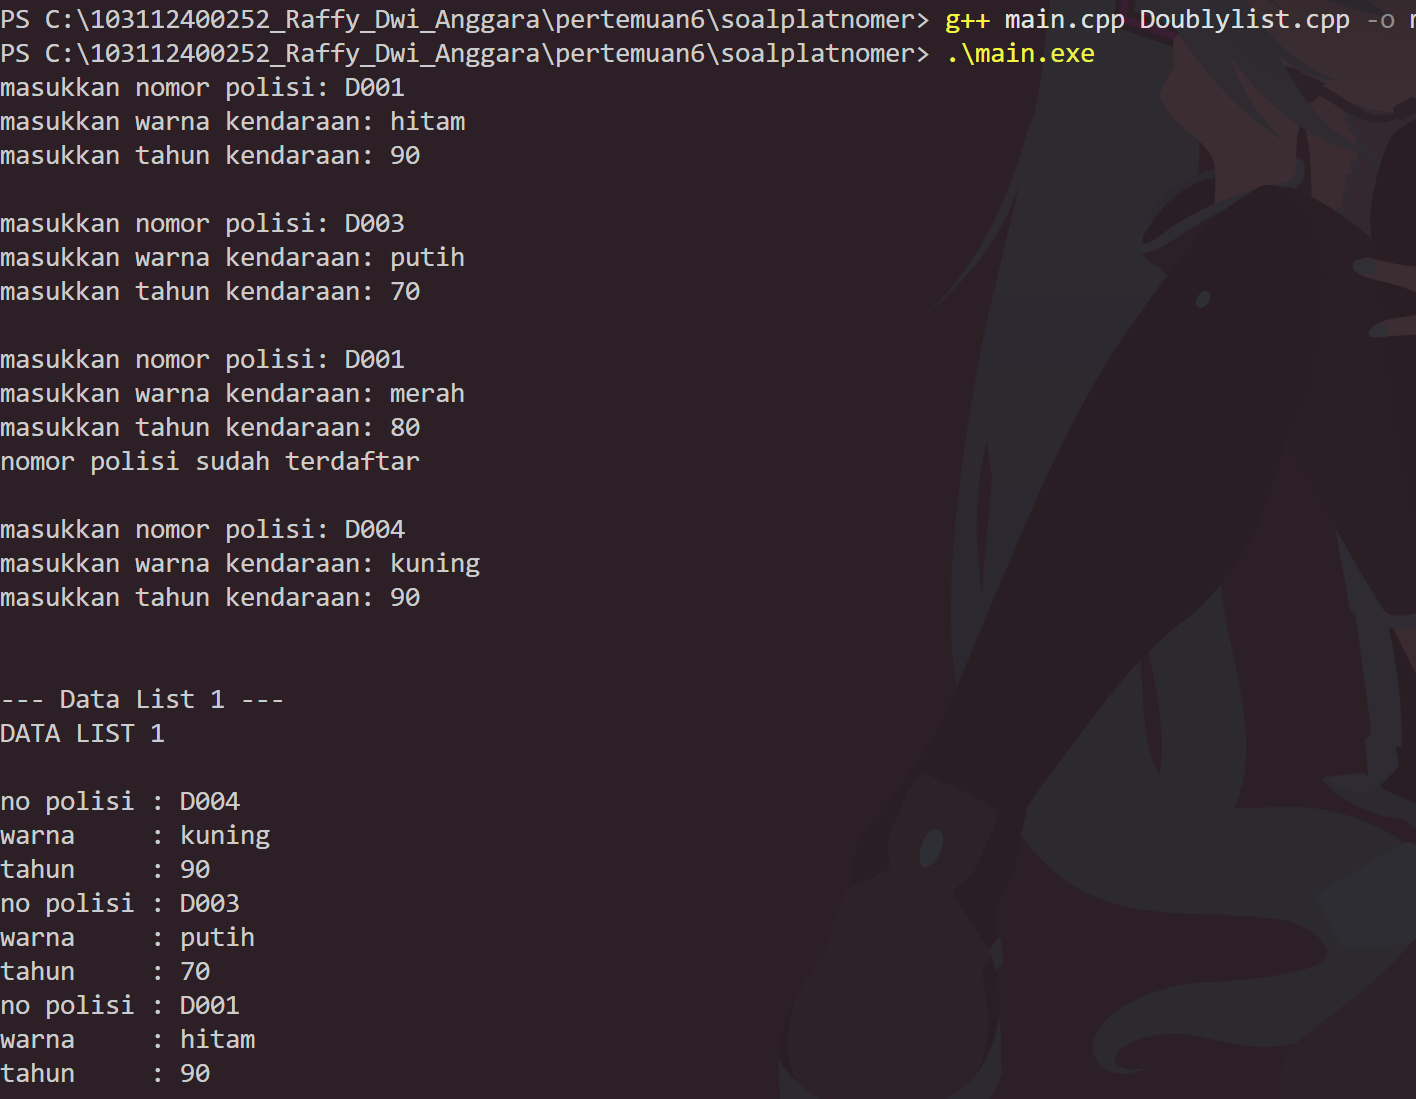 PS C:\103112400252_Raffy_Dwi_Anggara\pertemuan6\soalplatnomer> g++ main.cpp Doublylist.cpp -o
PS C:\103112400252_Raffy_Dwi_Anggara\pertemuan6\soalplatnomer> .\main.exe
masukkan nomor polisi: D001
masukkan warna kendaraan: hitam
masukkan tahun kendaraan: 90
masukkan nomor polisi: D003
masukkan warna kendaraan: putih
masukkan tahun kendaraan: 70
masukkan nomor polisi: D001
masukkan warna kendaraan: merah
masukkan tahun kendaraan: 80
nomor polisi sudah terdaftar
masukkan nomor polisi: D004
masukkan warna kendaraan: kuning
masukkan tahun kendaraan: 90
--- Data List 1 ---
DATA LIST 1
no polisi : D004
warna     : kuning
tahun     : 90
no polisi : D003
warna     : putih
tahun     : 70
no polisi : D001
warna     : hitam
tahun     : 90